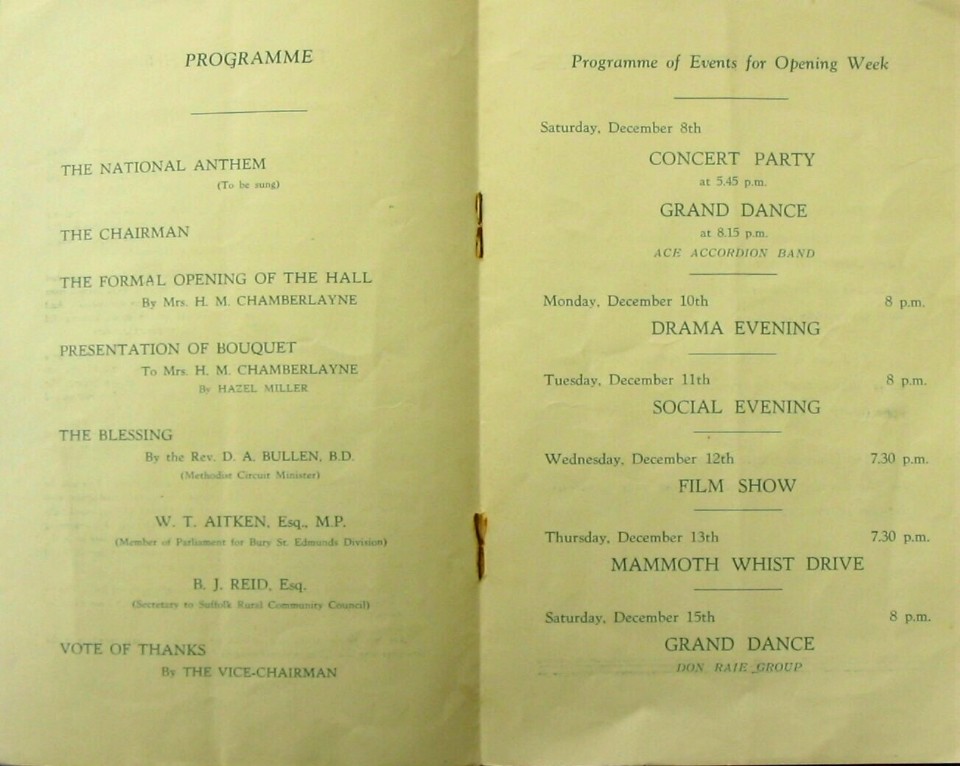 PROGRAMME
THE NATIONAL ANTHEM
(To be sung)
THE CHAIRMAN
THE FORMAL OPENING OF THE HALL
By Mrs. H. M. CHAMBERLAYNE
PRESENTATION OF BOUQUET
To Mrs. H. M. CHAMBERLAYNE
By HAZEL MILLER
THE BLESSING
By the Rev. D. A. BULLEN, B.D.
(Methodist Circuit Minister)
W. T. AITKEN, Esq., M.P.
(Member of Parliament for Bury St. Edmunds Division)
B. J. REID, Esq.
(Secretary to Suffolk Rural Community Council)
VOTE OF THANKS
By THE VICE-CHAIRMAN
Programme of Events for Opening Week
Saturday, December 8th
CONCERT PARTY
at 5.45 p.m.
GRAND DANCE
at 8.15 p.m.
ACE ACCORDION BAND
Monday, December 10th 8 p.m.
DRAMA EVENING
Tuesday, December 11th 8 p.m.
SOCIAL EVENING
Wednesday, December 12th 7.30 p.m.
FILM SHOW
Thursday, December 13th 7.30 p.m.
MAMMOTH WHIST DRIVE
Saturday, December 15th 8 p.m.
GRAND DANCE
DON RAIE GROUP